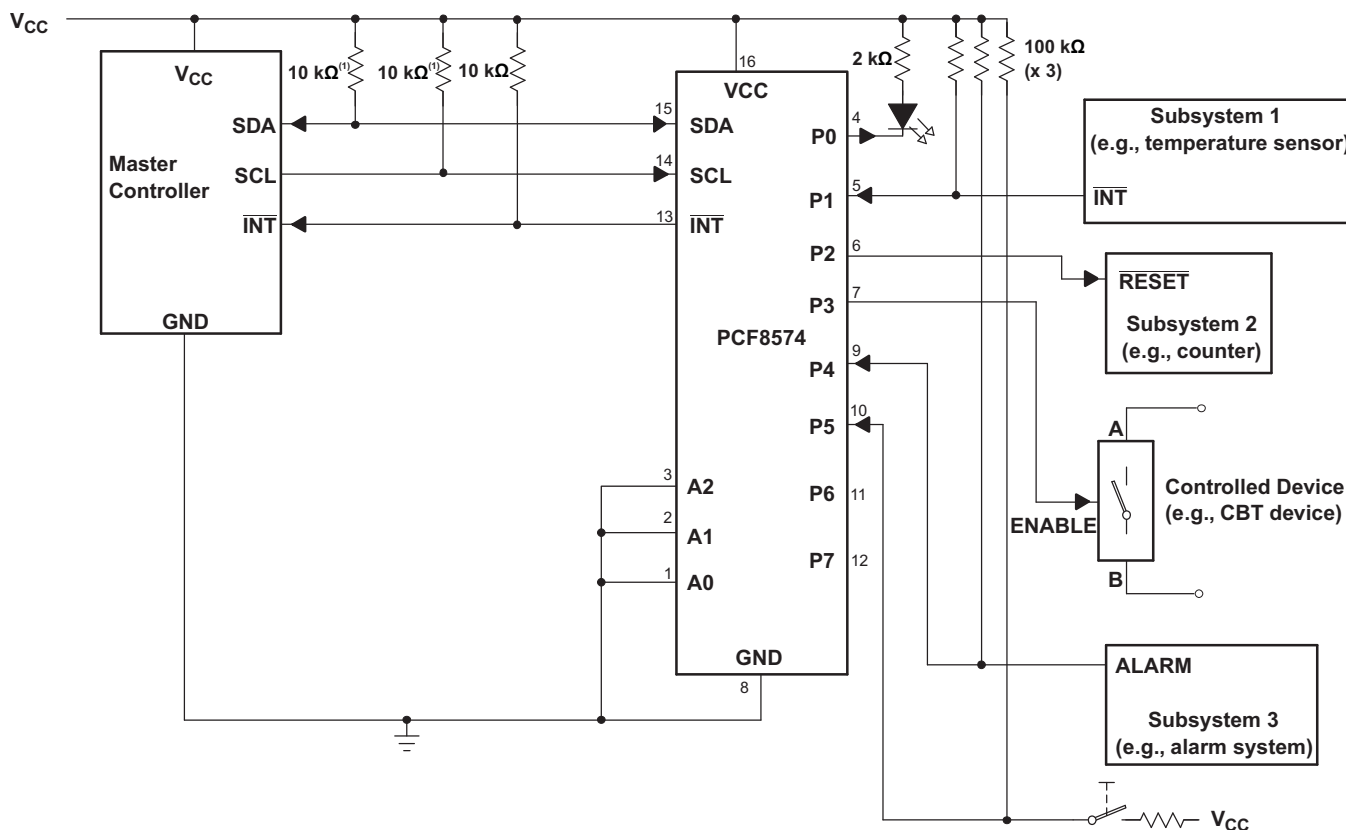 VCC
VCC
10 kΩ(1)
10 kΩ(1)
10 kΩ
2 kΩ
100 kΩ
(x 3)
Master
Controller
SDA
SCL
INT
GND
15
14
13
16
VCC
SDA
SCL
INT
PCF8574
3
A2
2
A1
1
A0
GND
8
P0
4
P1
5
P2
6
P3
7
P4
9
P5
10
P6
11
P7
12
Subsystem 1
(e.g., temperature sensor)
INT
RESET
Subsystem 2
(e.g., counter)
A
ENABLE
B
Controlled Device
(e.g., CBT device)
ALARM
Subsystem 3
(e.g., alarm system)
VCC